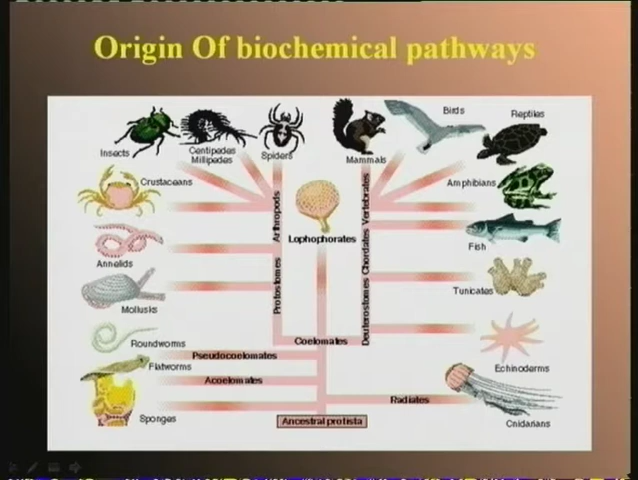 Origin Of biochemical pathways
Insects
Centipedes
Millipedes
Spiders
Mammals
Birds
Reptiles
Crustaceans
Amphibians
Arthropods
Vertebrates
Lophophorates
Fish
Annelids
Chordates
Tunicates
Mollusks
Protostomes
Deuterostomes
Roundworms
Coelomates
Pseudocoelomates
Echinoderms
Flatworms
Acoelomates
Radiates
Sponges
Ancestral protista
Cnidarians